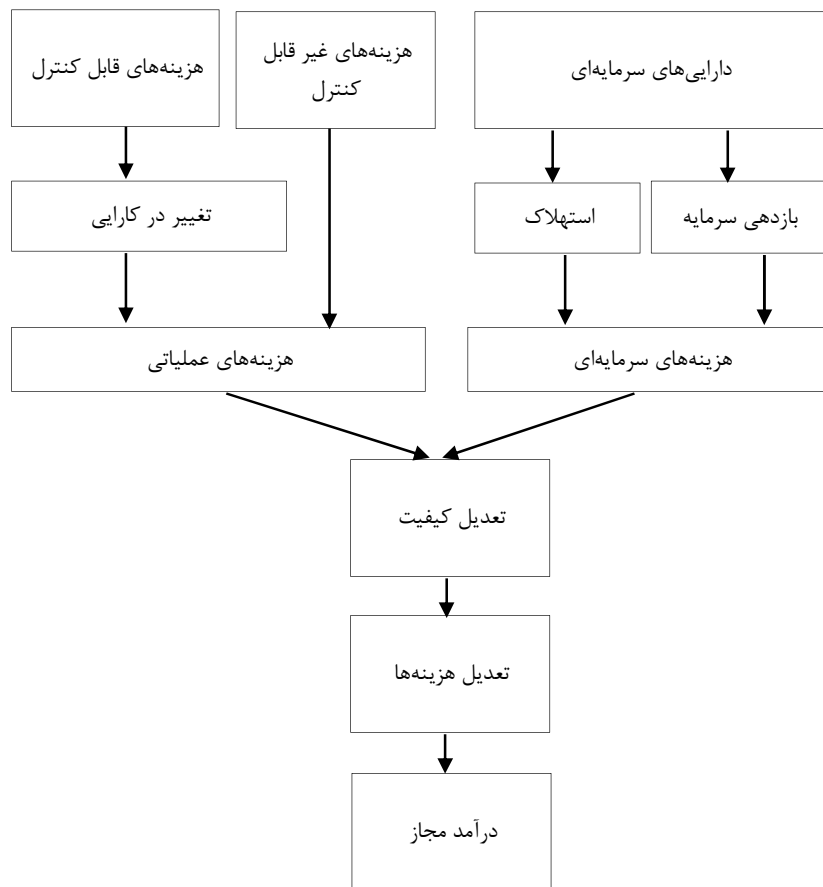 دارایی‌های سرمایه‌ای
هزینه‌های غیر قابل
کنترل
هزینه‌های قابل کنترل
بازدهی سرمایه
استهلاک
تغییر در کارایی
هزینه‌های سرمایه‌ای
هزینه‌های عملیاتی
تعدیل کیفیت
تعدیل هزینه‌ها
درآمد مجاز